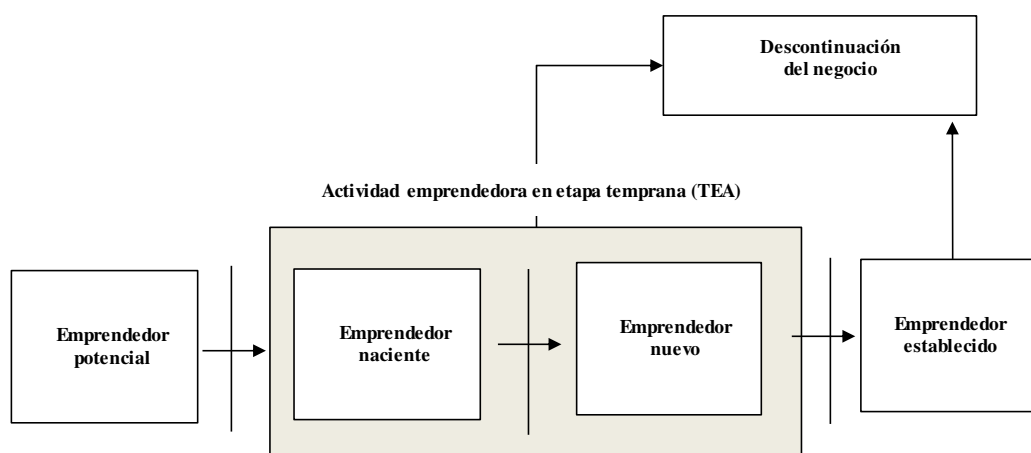 Descontinuación
del negocio
Actividad emprendedora en etapa temprana (TEA)
Emprendedor
potencial
Emprendedor
naciente
Emprendedor
nuevo
Emprendedor
establecido